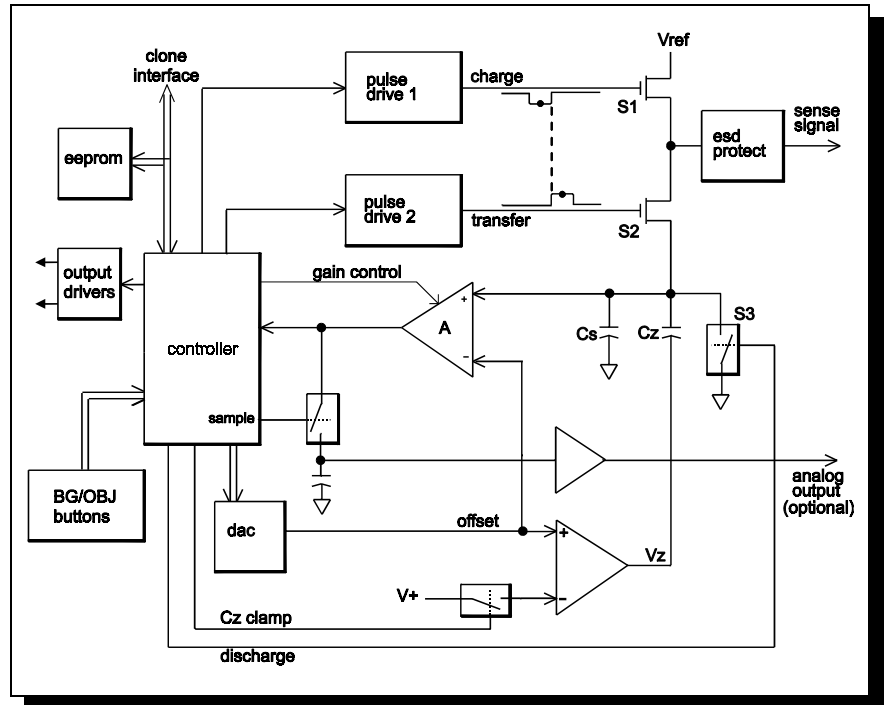 clone
interface
pulse
drive 1
charge
Vref
S1
esd
protect
sense
signal
eeprom
pulse
drive 2
transfer
S2
output
drivers
gain control
+
A
-
Cs
Cz
S3
controller
sample
BG/OBJ
buttons
dac
offset
analog
output
(optional)
+
-
Vz
V+
Cz clamp
discharge